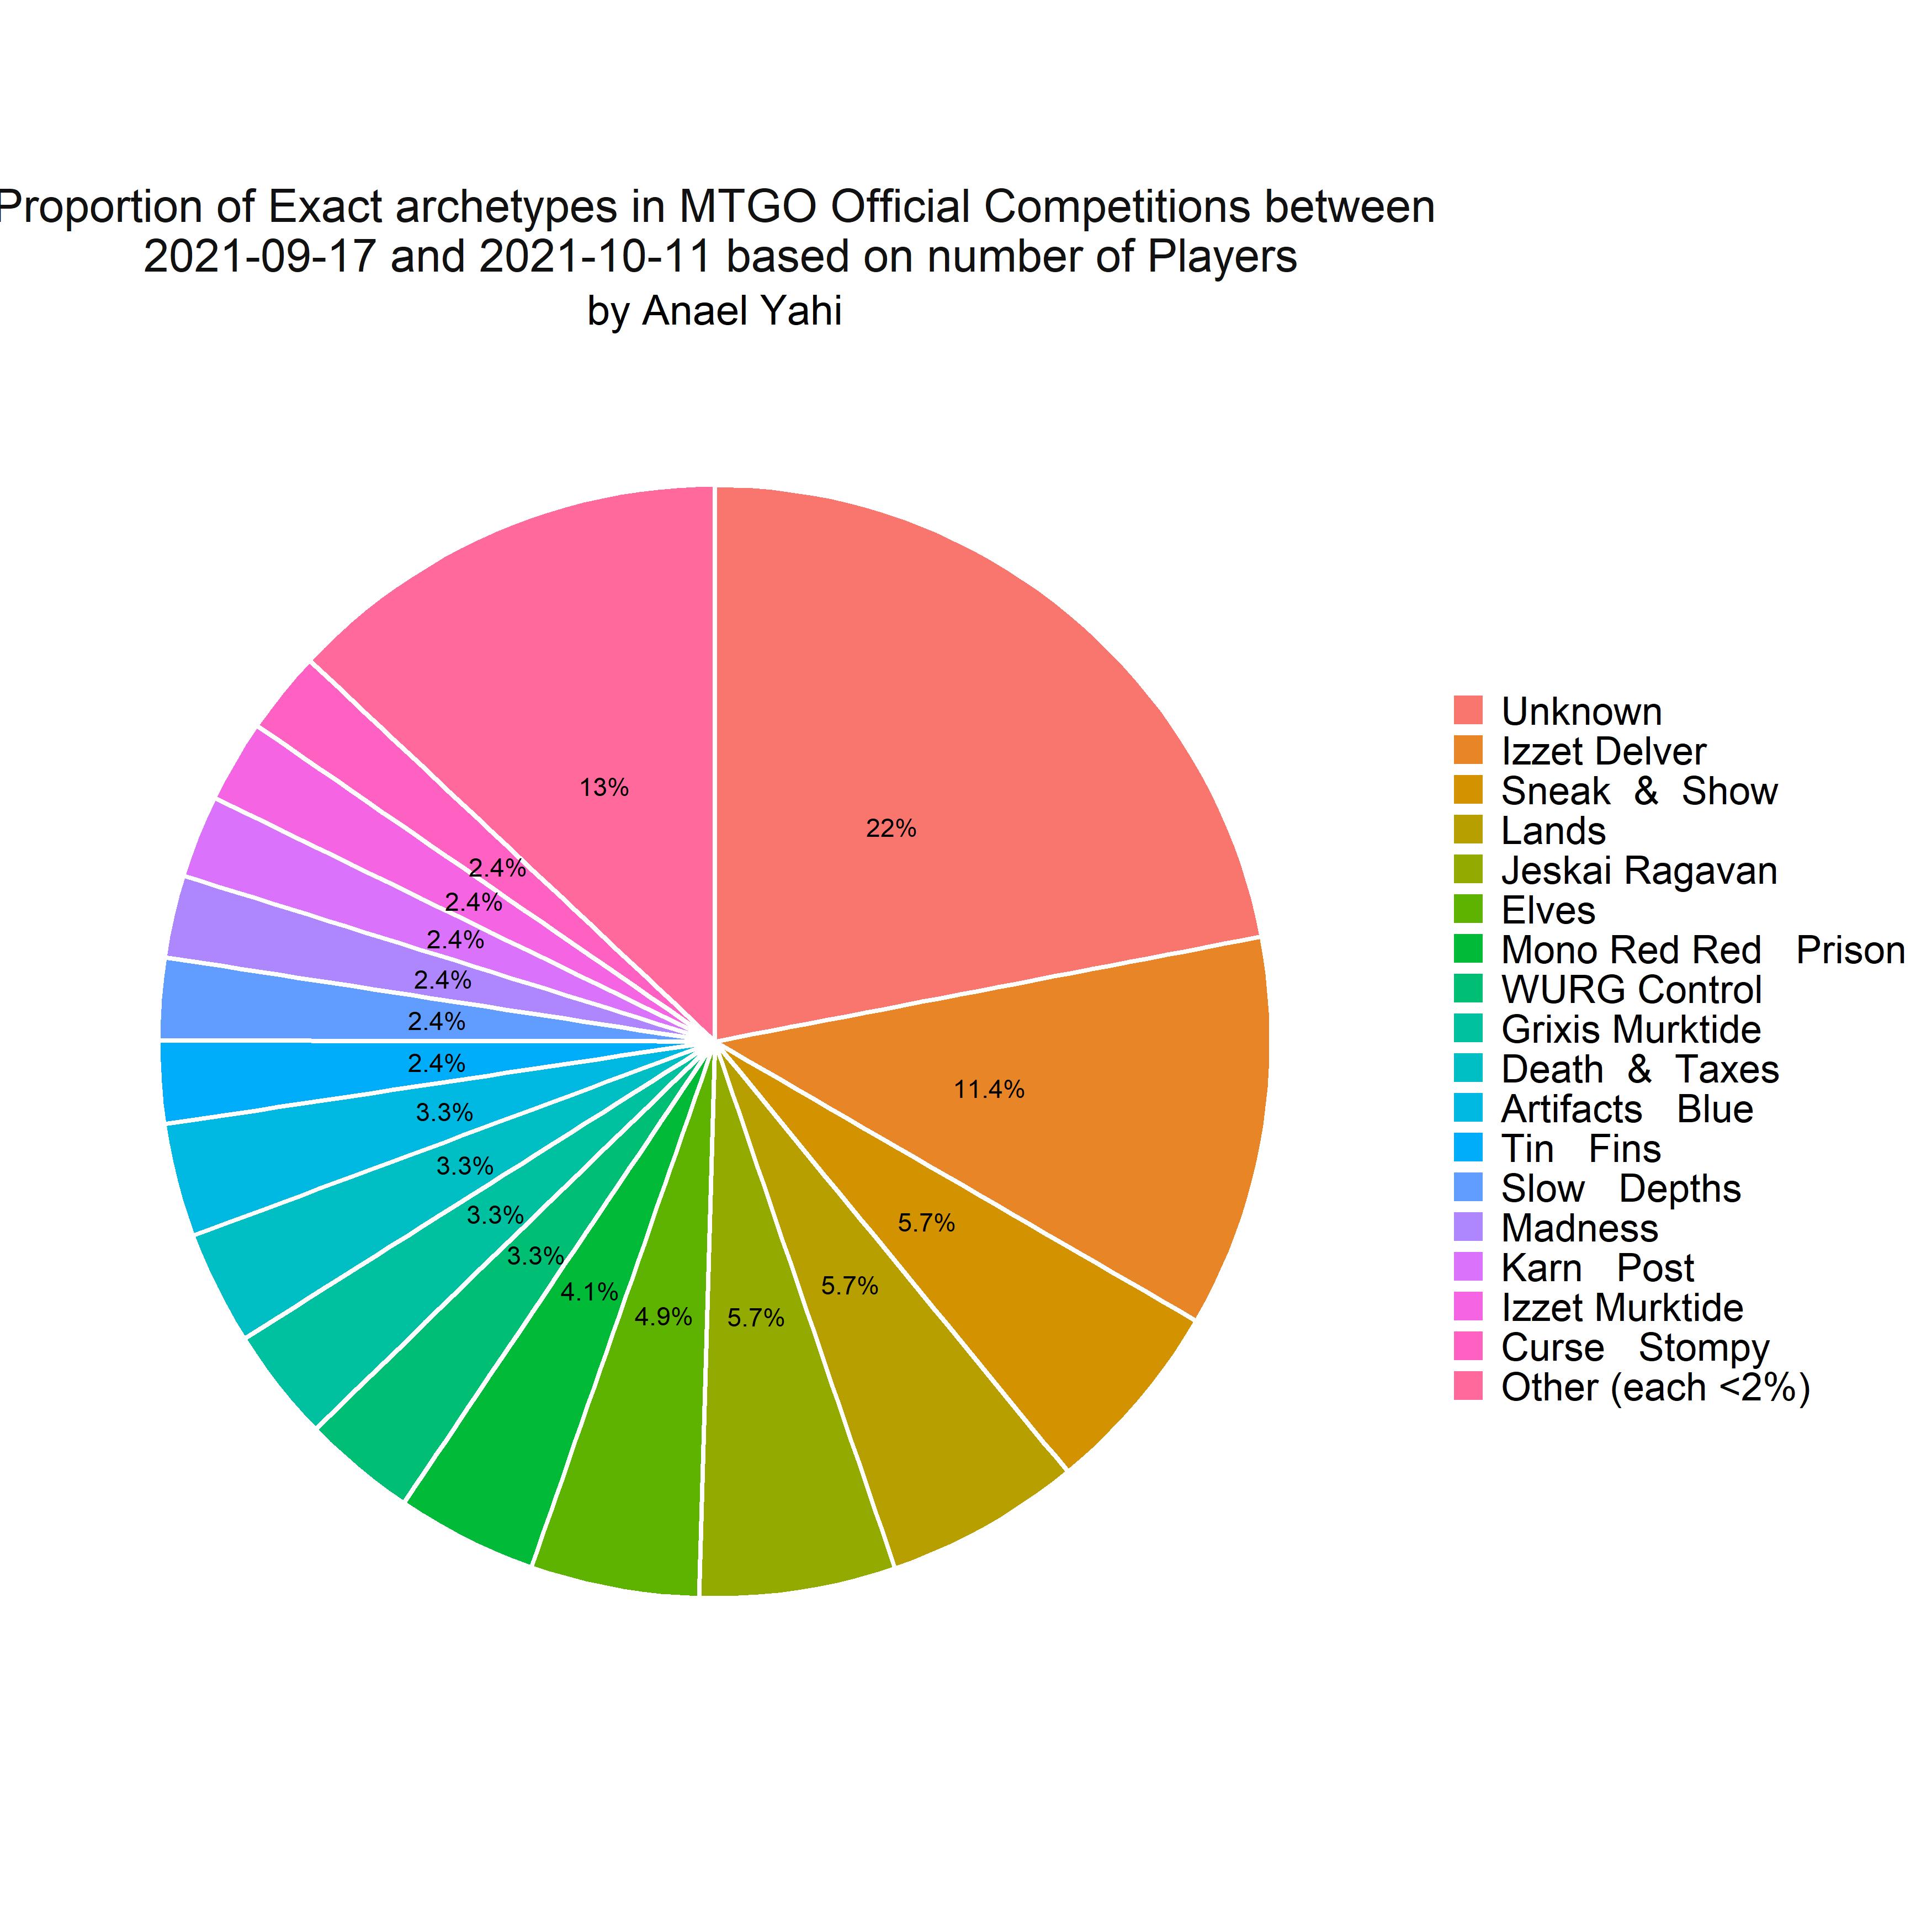 Proportion of Exact archetypes in MTGO Official Competitions between
2021-09-17 and 2021-10-11 based on number of Players
by Anael Yahi
13%
22%
2.4%
2.4%
2.4%
2.4%
2.4%
2.4%
3.3%
3.3%
3.3%
3.3%
4.1%
4.9%
5.7%
5.7%
5.7%
11.4%
Unknown
Izzet Delver
Sneak & Show
Lands
Jeskai Ragavan
Elves
Mono Red Red Prison
WURG Control
Grixis Murktide
Death & Taxes
Artifacts Blue
Tin Fins
Slow Depths
Madness
Karn Post
Izzet Murktide
Curse Stompy
Other (each <2%)